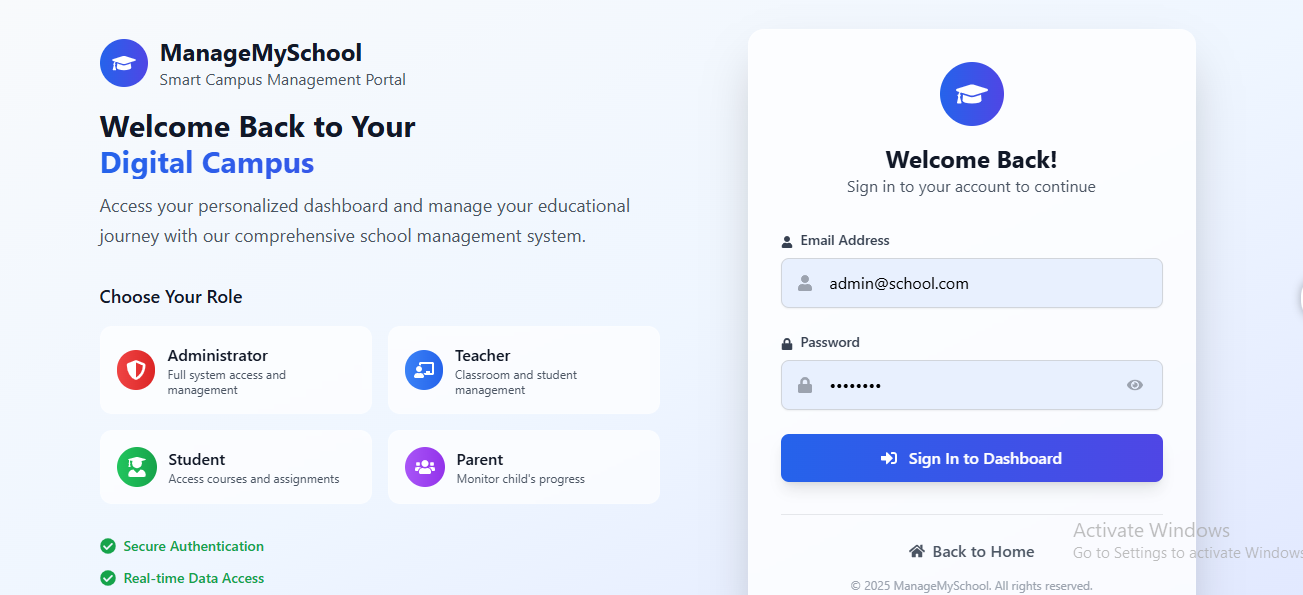 ManageMySchool
Smart Campus Management Portal
Welcome Back to Your
Digital Campus
Access your personalized dashboard and manage your educational
journey with our comprehensive school management system.
Choose Your Role
Administrator
Full system access and
management
Teacher
Classroom and student
management
Student
Access courses and assignments
Parent
Monitor child's progress
Secure Authentication
Real-time Data Access
Welcome Back!
Sign in to your account to continue
Email Address
admin@school.com
Password
••••••••
Sign In to Dashboard
Back to Home
© 2025 ManageMySchool. All rights reserved.
Activate Windows
Go to Settings to activate Windows